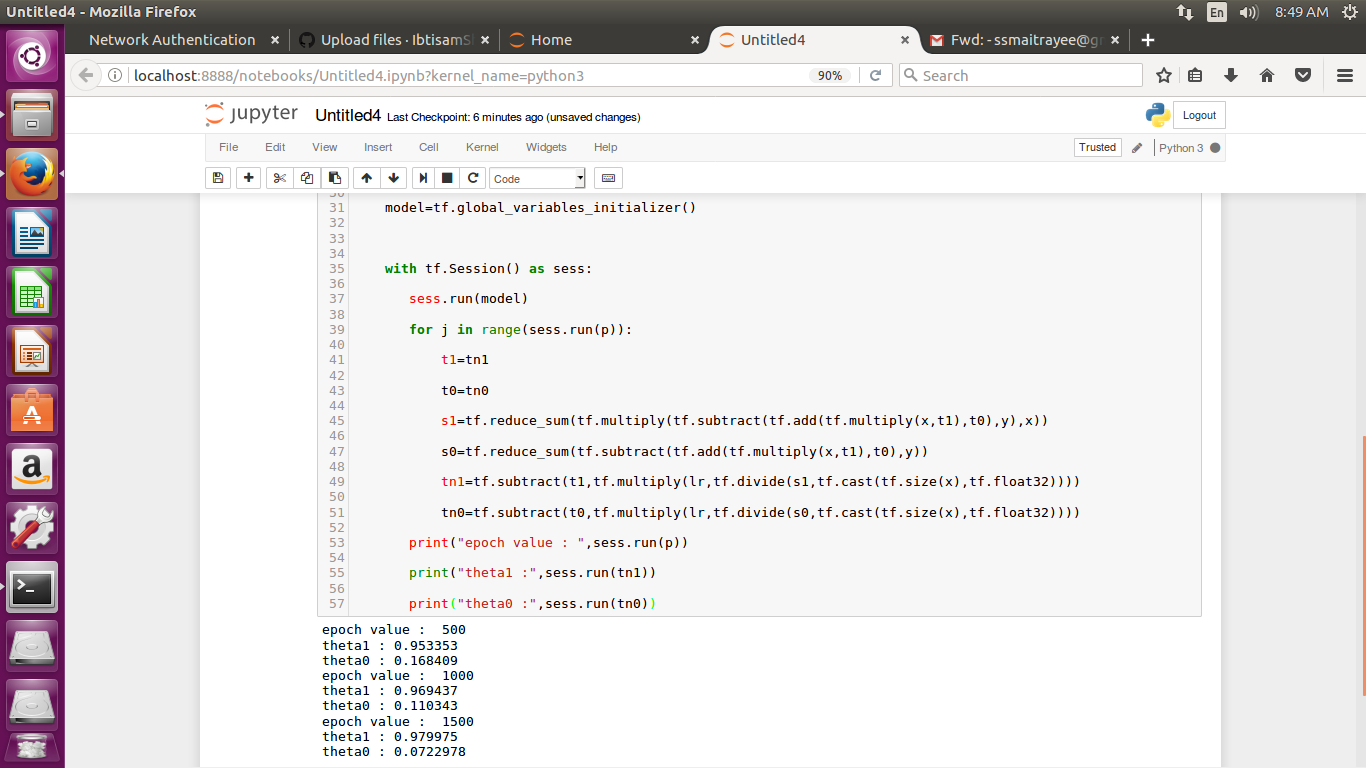 Untitled4 - Mozilla Firefox
En
8:49 AM
Network Authentication
Upload files · IbtisamS
Home
Untitled4
Fwd: - ssmaitrayee@g
localhost:8888/notebooks/Untitled4.ipynb?kernel_name=python3
90%
Search
jupyter Untitled4 Last Checkpoint: 6 minutes ago (unsaved changes)
Logout
File Edit View Insert Cell Kernel Widgets Help
Trusted
Python 3
Code
30
31 model=tf.global_variables_initializer()
32
33
34
35 with tf.Session() as sess:
36
37 sess.run(model)
38
39 for j in range(sess.run(p)):
40
41 t1=tn1
42
43 t0=tn0
44
45 s1=tf.reduce_sum(tf.multiply(tf.subtract(tf.add(tf.multiply(x,t1),t0),y),x))
46
47 s0=tf.reduce_sum(tf.subtract(tf.add(tf.multiply(x,t1),t0),y))
48
49 tn1=tf.subtract(t1,tf.multiply(lr,tf.divide(s1,tf.cast(tf.size(x),tf.float32))))
50
51 tn0=tf.subtract(t0,tf.multiply(lr,tf.divide(s0,tf.cast(tf.size(x),tf.float32))))
52
53 print("epoch value : ",sess.run(p))
54
55 print("theta1 :",sess.run(tn1))
56
57 print("theta0 :",sess.run(tn0))
epoch value :  500
theta1 : 0.953353
theta0 : 0.168409
epoch value :  1000
theta1 : 0.969437
theta0 : 0.110343
epoch value :  1500
theta1 : 0.979975
theta0 : 0.0722978